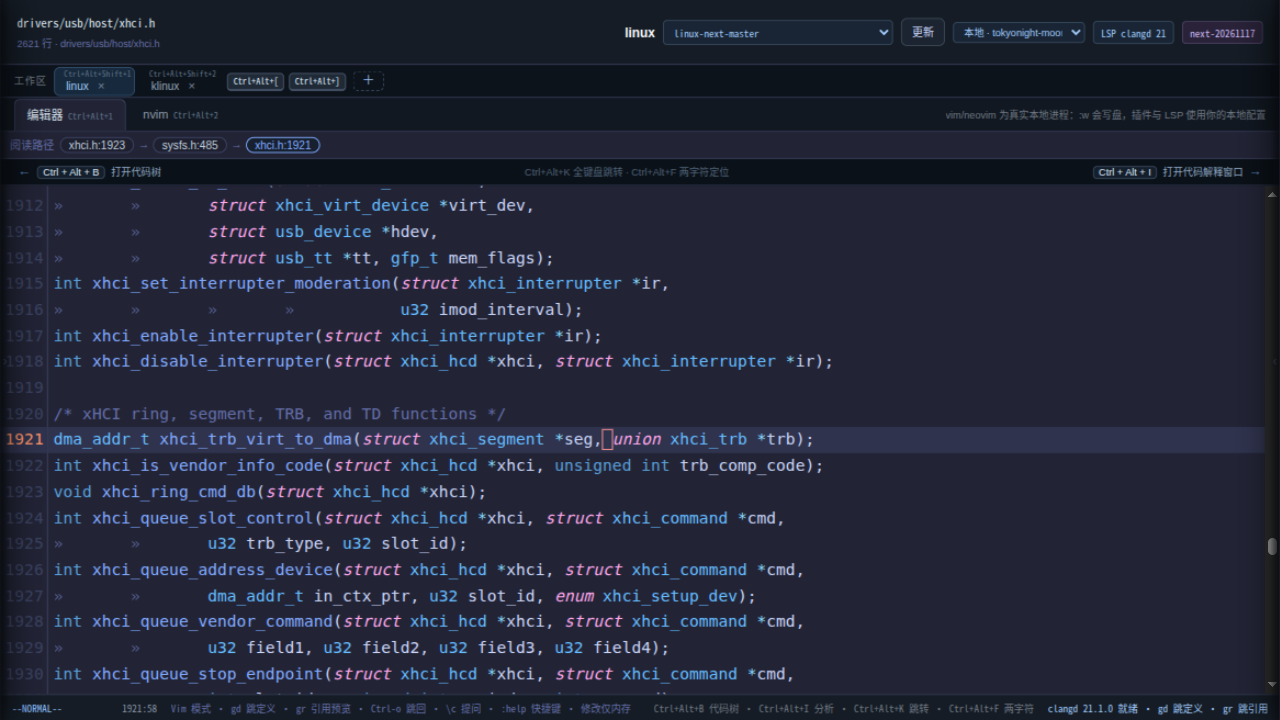 drivers/usb/host/xhci.h
2621 行 · drivers/usb/host/xhci.h
linux linux-next-master 更新 本地 · tokyonight-moon LSP clangd 21 next-20261117
工作区 Ctrl+Alt+Shift+1 linux × Ctrl+Alt+Shift+2 klinux × Ctrl+Alt+[ Ctrl+Alt+] +
编辑器 Ctrl+Alt+1 nvim Ctrl+Alt+2 vim/neovim 为真实本地进程：:w 会写盘，插件与 LSP 使用你的本地配置
阅读路径 xhci.h:1923 → sysfs.h:485 → xhci.h:1921
← Ctrl + Alt + B 打开代码树 Ctrl+Alt+K 全键盘跳转 · Ctrl+Alt+F 两字符定位 Ctrl + Alt + I 打开代码解释窗口 →
1912 » » struct xhci_virt_device *virt_dev,
1913 » » struct usb_device *hdev,
1914 » » struct usb_tt *tt, gfp_t mem_flags);
1915 int xhci_set_interrupter_moderation(struct xhci_interrupter *ir,
1916 » » » » u32 imod_interval);
1917 int xhci_enable_interrupter(struct xhci_interrupter *ir);
1918 int xhci_disable_interrupter(struct xhci_hcd *xhci, struct xhci_interrupter *ir);
1919
1920 /* xHCI ring, segment, TRB, and TD functions */
1921 dma_addr_t xhci_trb_virt_to_dma(struct xhci_segment *seg, union xhci_trb *trb);
1922 int xhci_is_vendor_info_code(struct xhci_hcd *xhci, unsigned int trb_comp_code);
1923 void xhci_ring_cmd_db(struct xhci_hcd *xhci);
1924 int xhci_queue_slot_control(struct xhci_hcd *xhci, struct xhci_command *cmd,
1925 » » u32 trb_type, u32 slot_id);
1926 int xhci_queue_address_device(struct xhci_hcd *xhci, struct xhci_command *cmd,
1927 » » dma_addr_t in_ctx_ptr, u32 slot_id, enum xhci_setup_dev);
1928 int xhci_queue_vendor_command(struct xhci_hcd *xhci, struct xhci_command *cmd,
1929 » » u32 field1, u32 field2, u32 field3, u32 field4);
1930 int xhci_queue_stop_endpoint(struct xhci_hcd *xhci, struct xhci_command *cmd,
--NORMAL-- 1921:58 Vim 模式 · gd 跳定义 · gr 引用预览 · Ctrl-o 跳回 · \c 提问 · :help 快捷键 · 修改仅内存 Ctrl+Alt+B 代码树 · Ctrl+Alt+I 分析 · Ctrl+Alt+K 跳转 · Ctrl+Alt+F 两字符 clangd 21.1.0 就绪 · gd 跳定义 · gr 跳引用